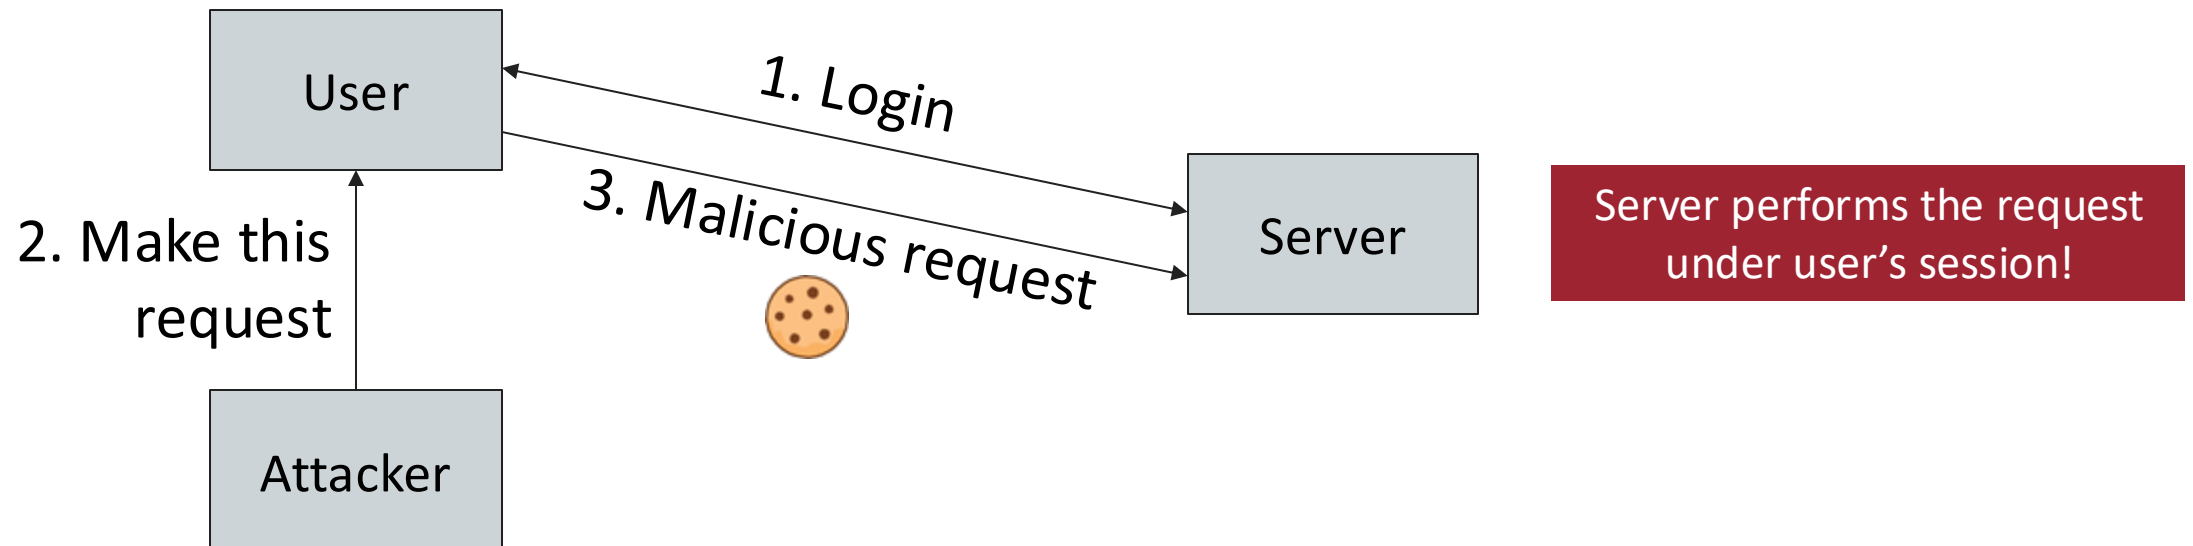 User
1. Login
3. Malicious request
2. Make this
request
Server
Server performs the request
under user’s session!
Attacker